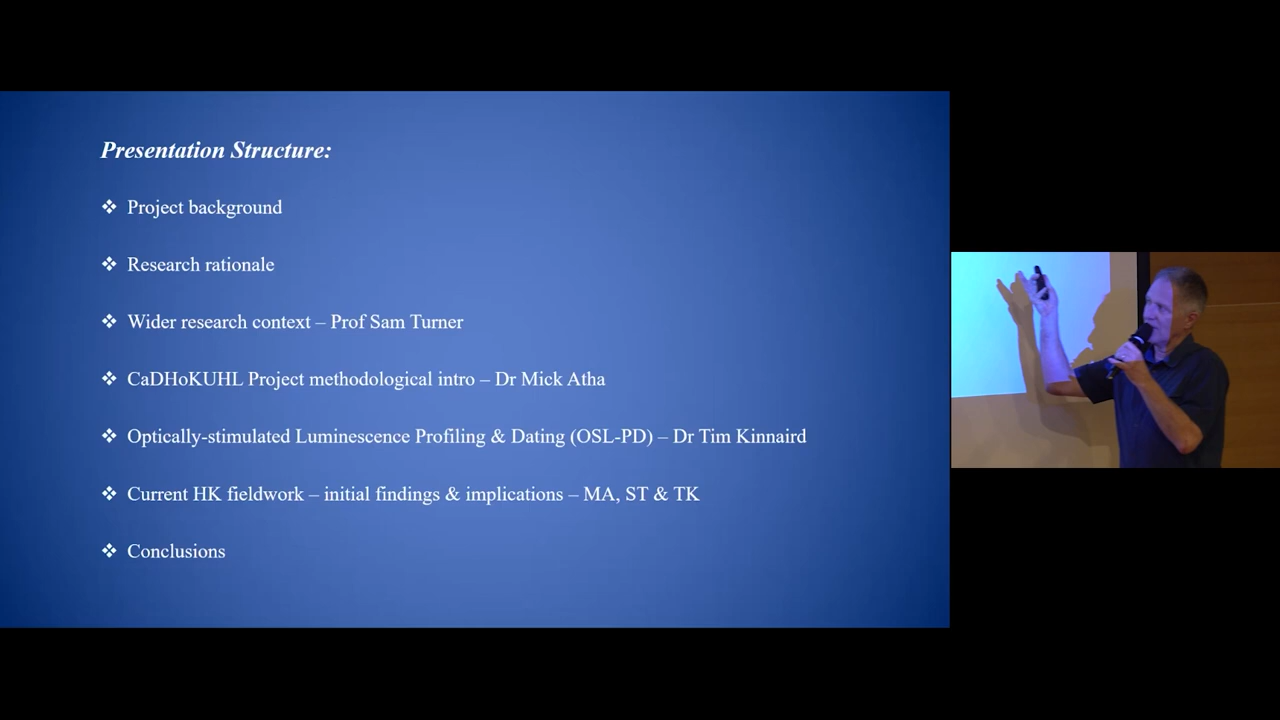 Presentation Structure:
❖ Project background
❖ Research rationale
❖ Wider research context – Prof Sam Turner
❖ CaDHoKUHL Project methodological intro – Dr Mick Atha
❖ Optically-stimulated Luminescence Profiling & Dating (OSL-PD) – Dr Tim Kinnaird
❖ Current HK fieldwork – initial findings & implications – MA, ST & TK
❖ Conclusions